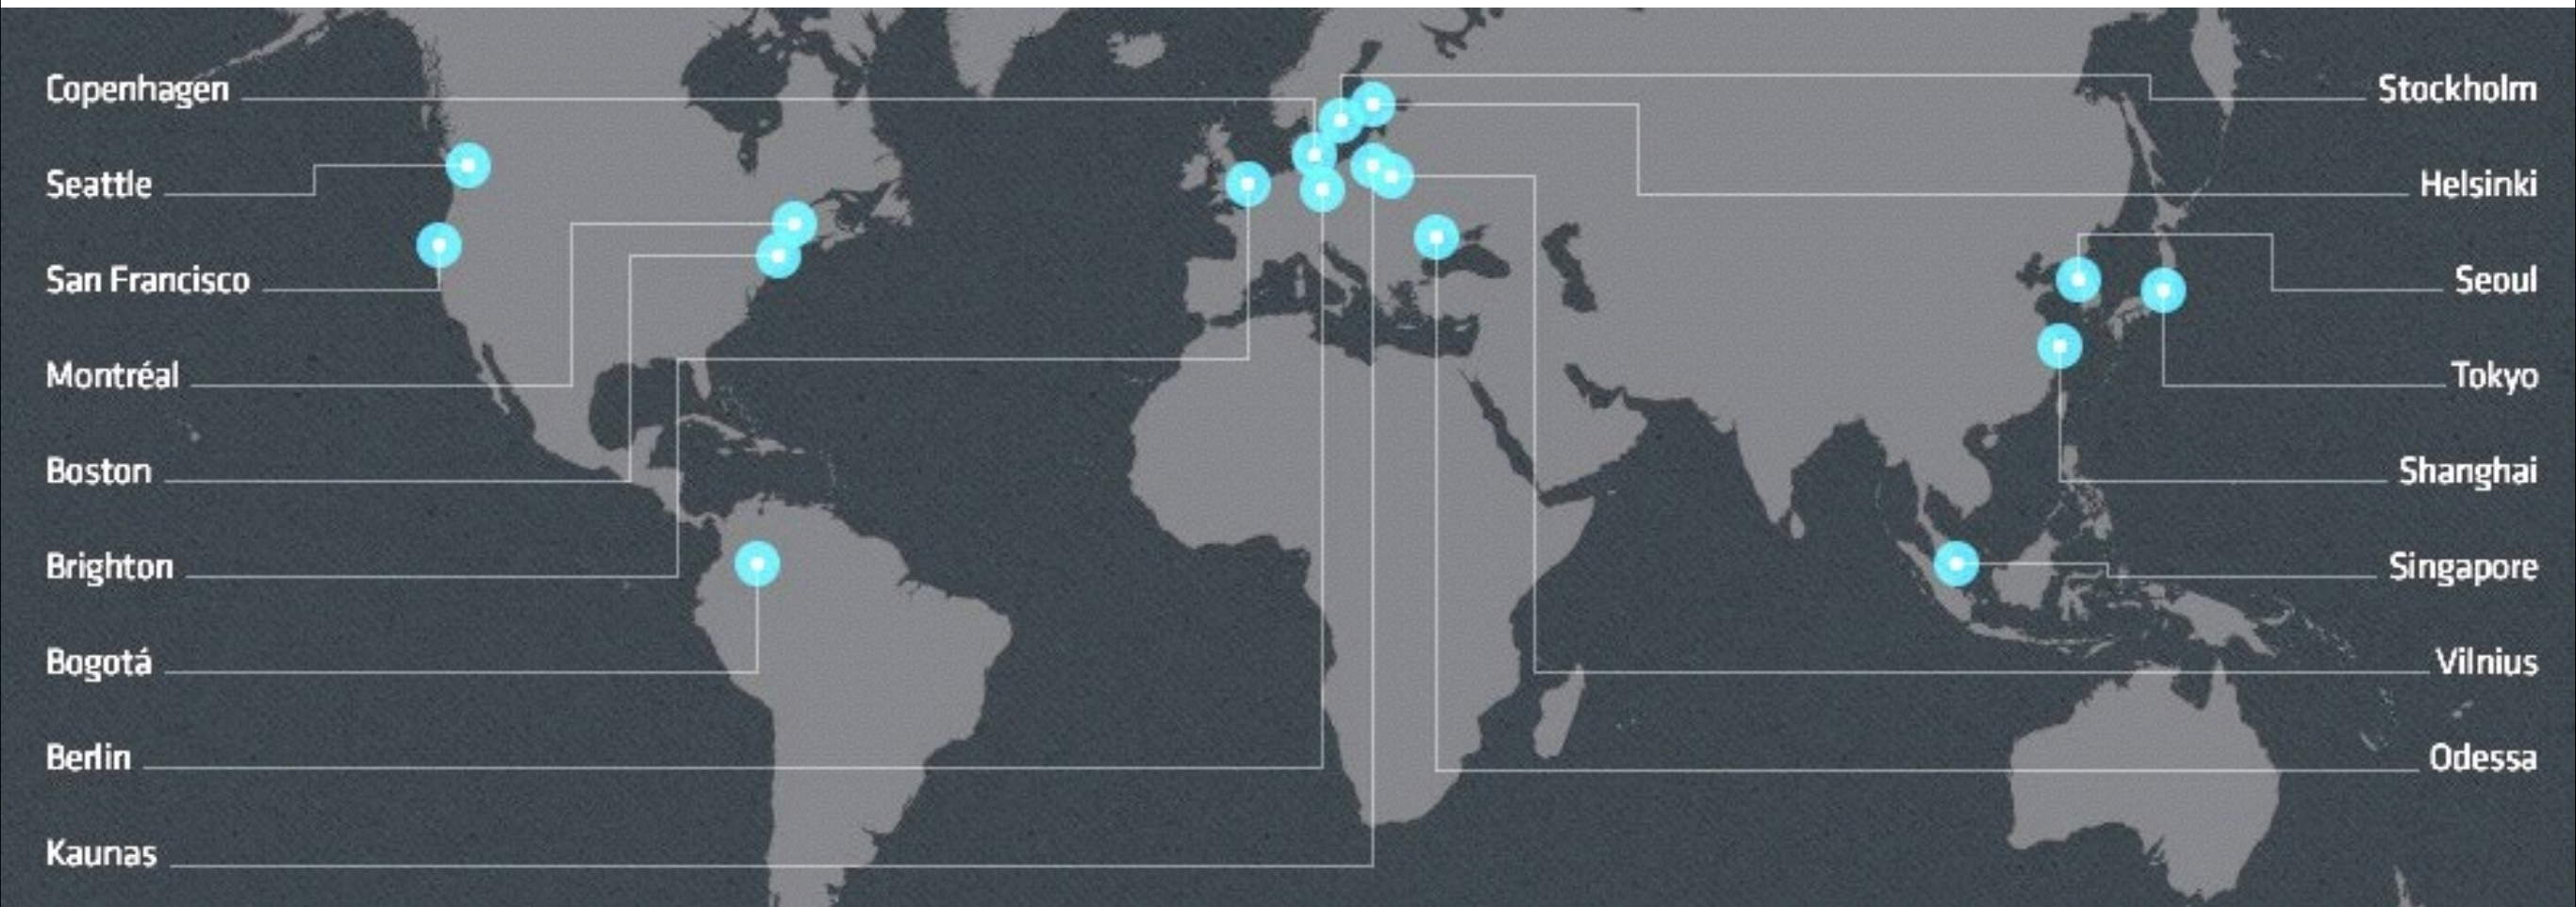 Copenhagen
Seattle
San Francisco
Montréal
Boston
Brighton
Bogotá
Berlin
Kaunas
Stockholm
Helsinki
Seoul
Tokyo
Shanghai
Singapore
Vilnius
Odessa